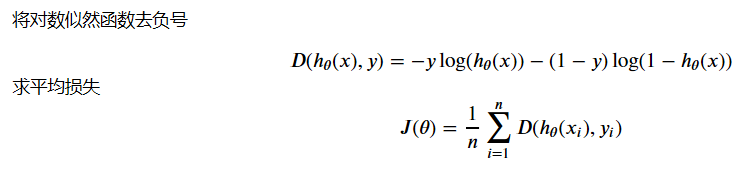 将对数似然函数去负号
D(hθ(x), y) = −y log(hθ(x)) − (1 − y) log(1 − hθ(x))
求平均损失
J(θ) = 1/n ∑_{i=1}^{n} D(hθ(xᵢ), yᵢ)